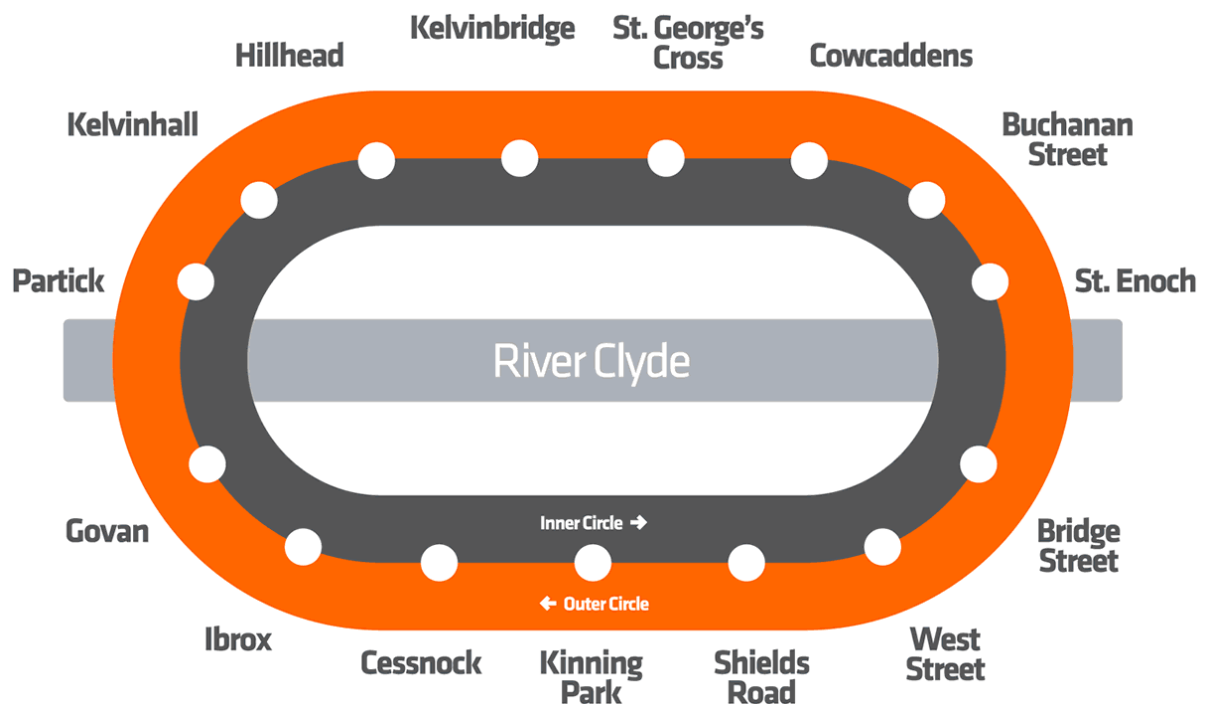 Kelvinbridge
St. George’s
Cross
Hillhead
Cowcaddens
Kelvinhall
Buchanan
Street
Partick
St. Enoch
River Clyde
Inner Circle →
Govan
Bridge
Street
← Outer Circle
Ibrox
West
Street
Cessnock
Kinning
Park
Shields
Road